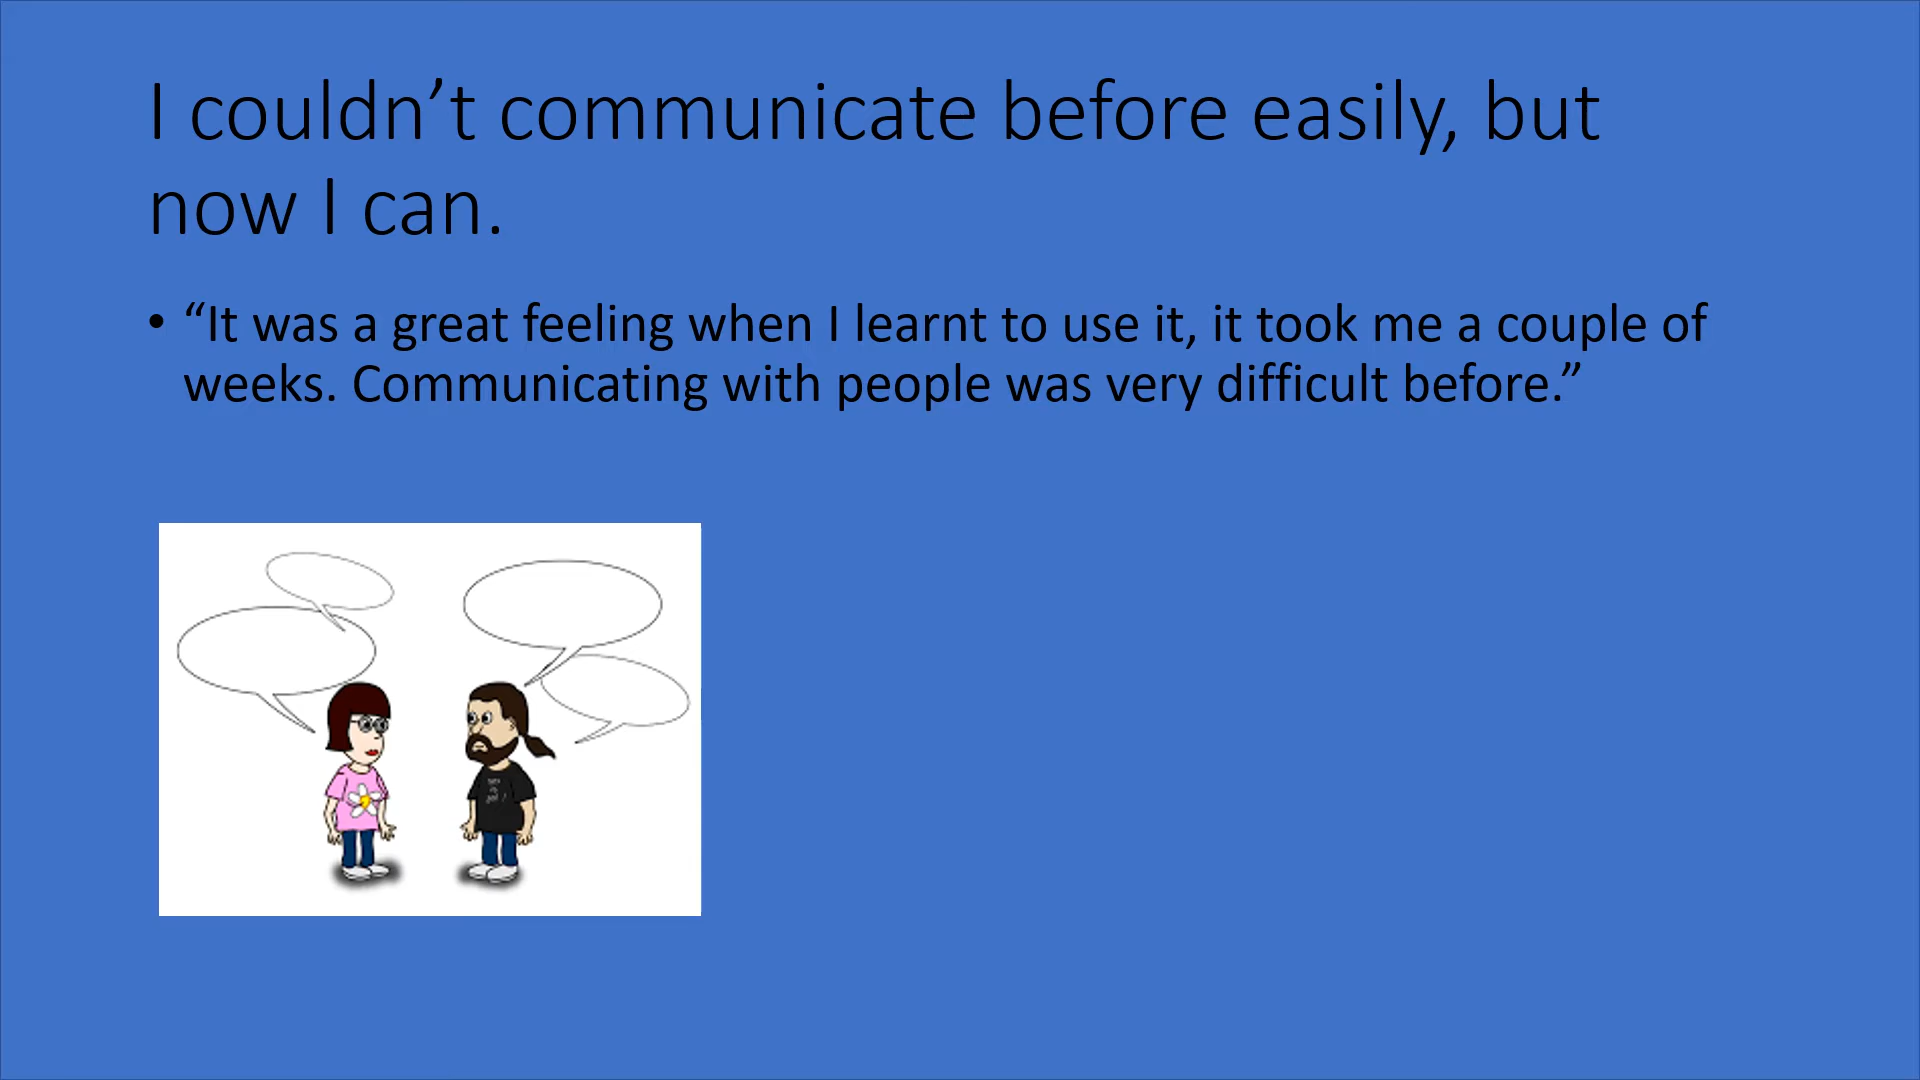 I couldn’t communicate before easily, but
now I can.
• “It was a great feeling when I learnt to use it, it took me a couple of
weeks. Communicating with people was very difficult before.”